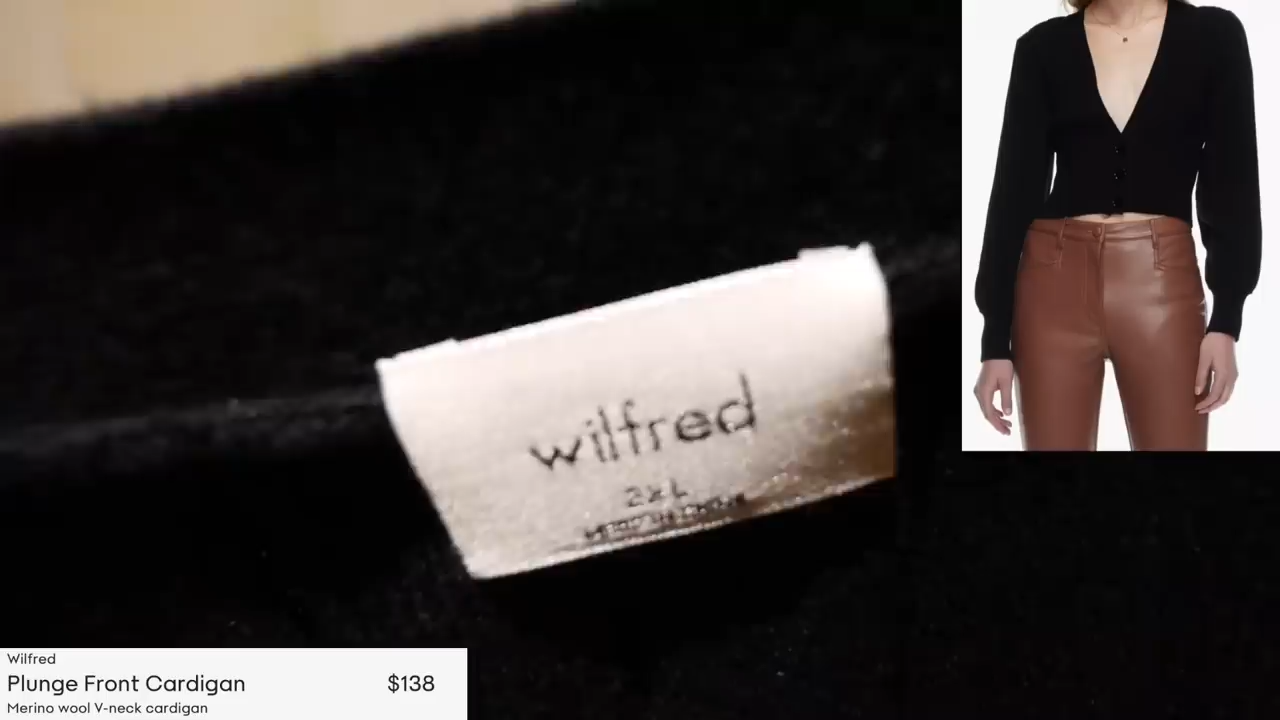 wilfred
2XL
Wilfred
Plunge Front Cardigan
$138
Merino wool V-neck cardigan